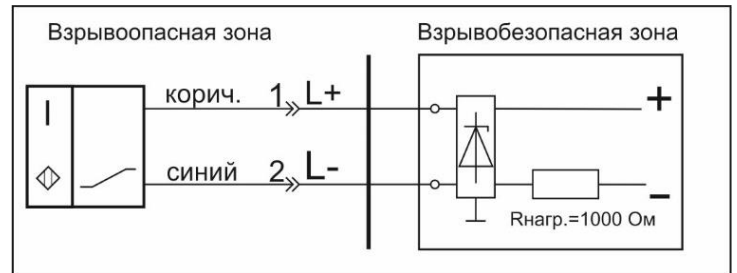 Взрывоопасная зона
Взрывобезопасная зона
корич. 1 L+
+
I
синий 2 L-
−
Rнагр.=1000 Ом